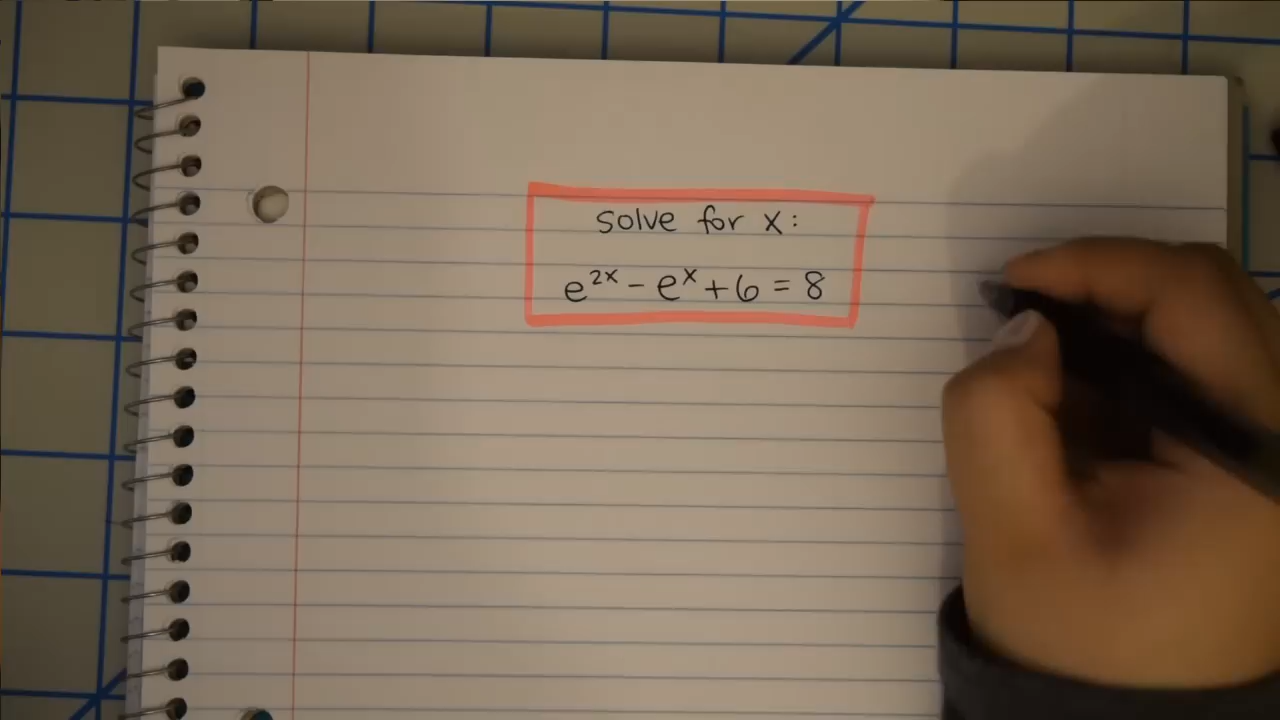 solve for x:
e^{2x} - e^x + 6 = 8